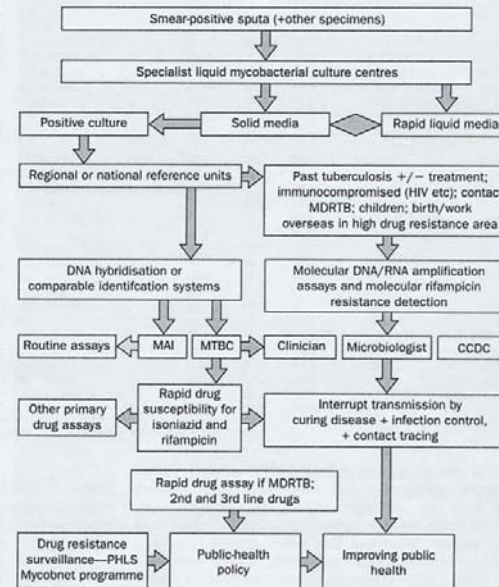 Smear-positive sputa (+other specimens)
Specialist liquid mycobacterial culture centres
Positive culture
Solid media
Rapid liquid media
Regional or national reference units
Past tuberculosis +/− treatment;
immunocompromised (HIV etc); contact
MDRTB; children; birth/work
overseas in high drug resistance area
DNA hybridisation or
comparable identifcation systems
Molecular DNA/RNA amplification
assays and molecular rifampicin
resistance detection
Routine assays
MAI
MTBC
Clinician
Microbiologist
CCDC
Other primary
drug assays
Rapid drug
susceptibility for
isoniazid and
rifampicin
Interrupt transmission by
curing disease + infection control,
+ contact tracing
Rapid drug assay if MDRTB;
2nd and 3rd line drugs
Drug resistance
surveillance—PHLS
Mycobnet programme
Public-health
policy
Improving public
health